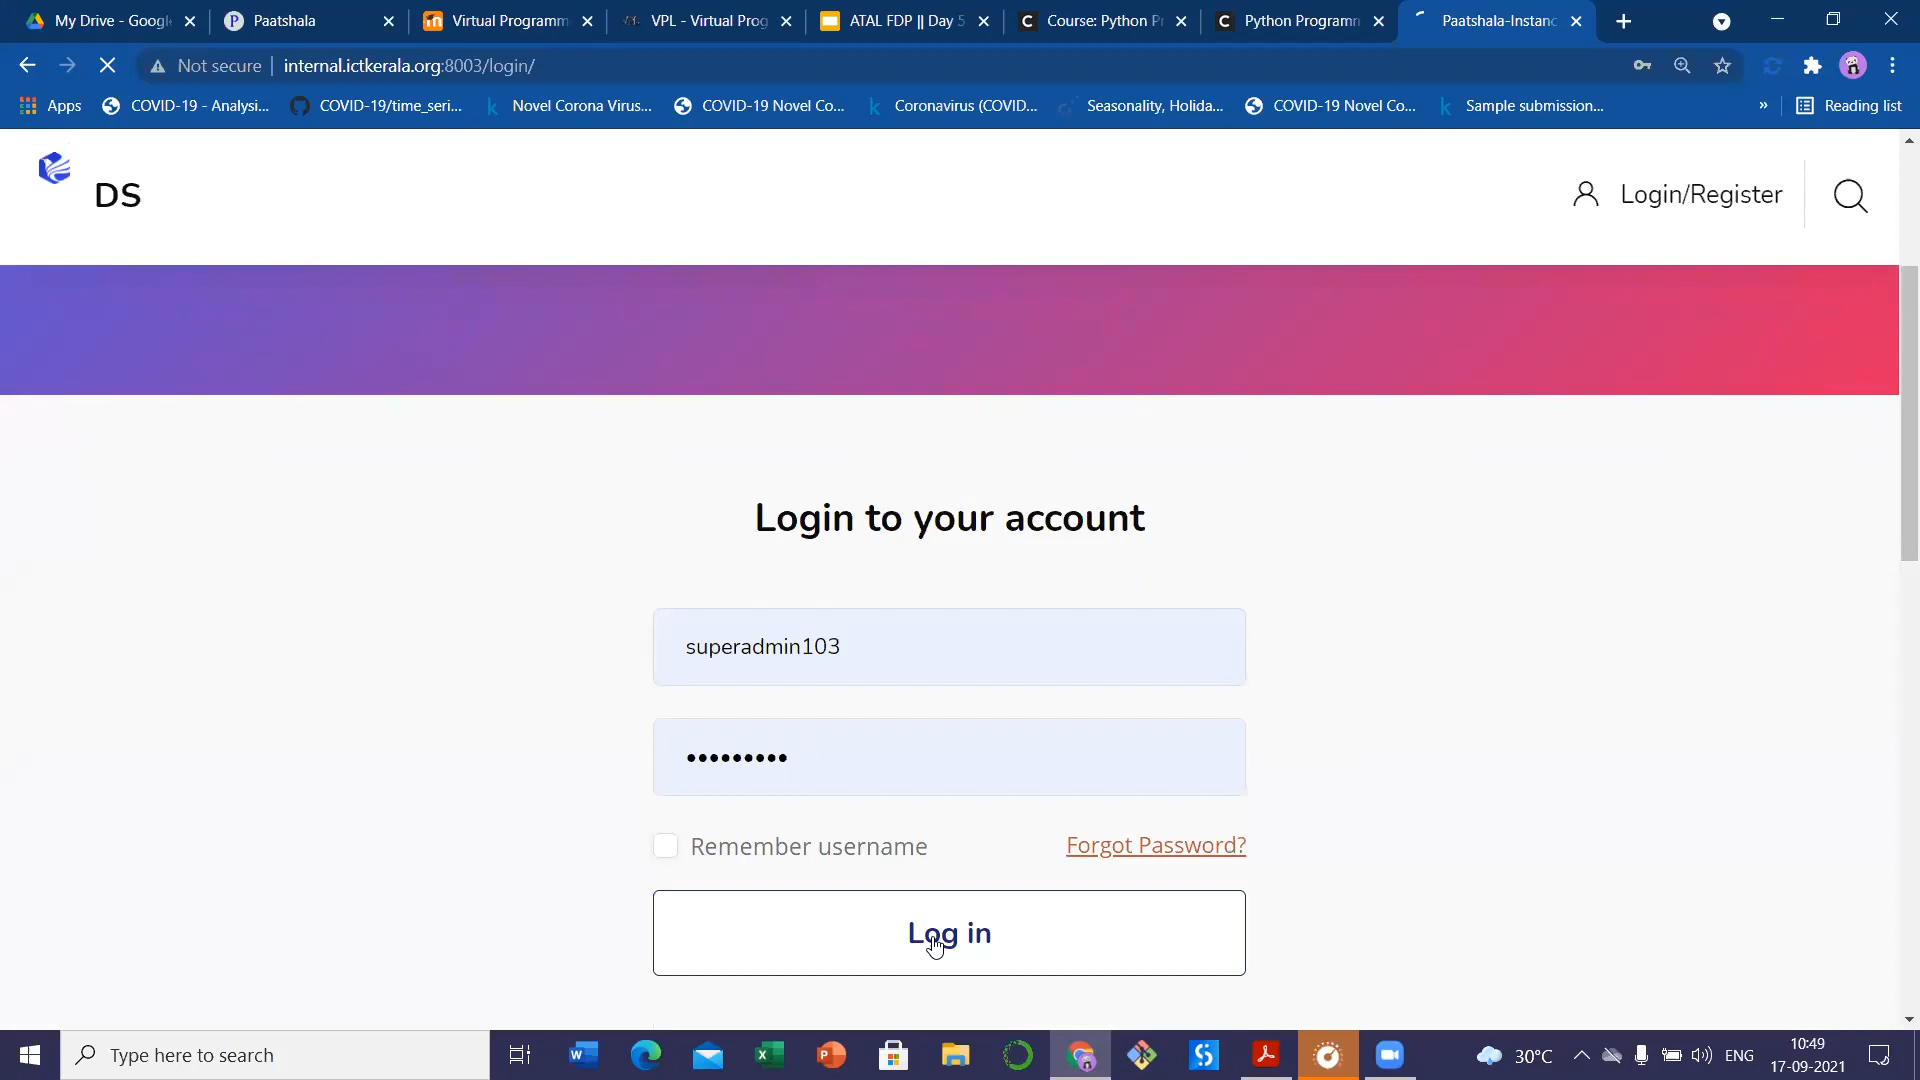 My Drive - Googl
Paatshala
Virtual Programm
VPL - Virtual Prog
ATAL FDP || Day 5
Course: Python Pr
Python Programm
Paatshala-Instanc
Not secure
internal.ictkerala.org:8003/login/
Apps
COVID-19 - Analysi...
COVID-19/time_seri...
Novel Corona Virus...
COVID-19 Novel Co...
Coronavirus (COVID...
Seasonality, Holida...
COVID-19 Novel Co...
Sample submission...
»
Reading list
DS
Login/Register
Login to your account
superadmin103
•••••••••
Remember username
Forgot Password?
Log in
Type here to search
30°C
ENG
10:49
17-09-2021